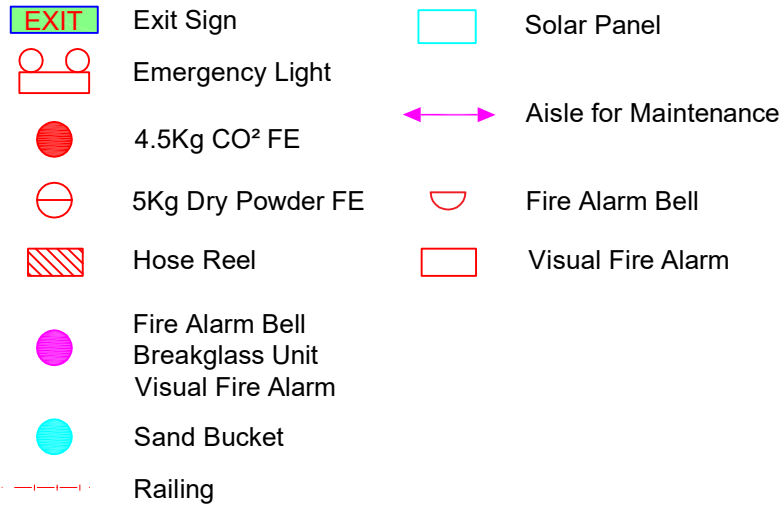 EXIT Exit Sign
Emergency Light
4.5Kg CO² FE
5Kg Dry Powder FE
Hose Reel
Fire Alarm Bell
Breakglass Unit
Visual Fire Alarm
Sand Bucket
Railing
Solar Panel
Aisle for Maintenance
Fire Alarm Bell
Visual Fire Alarm